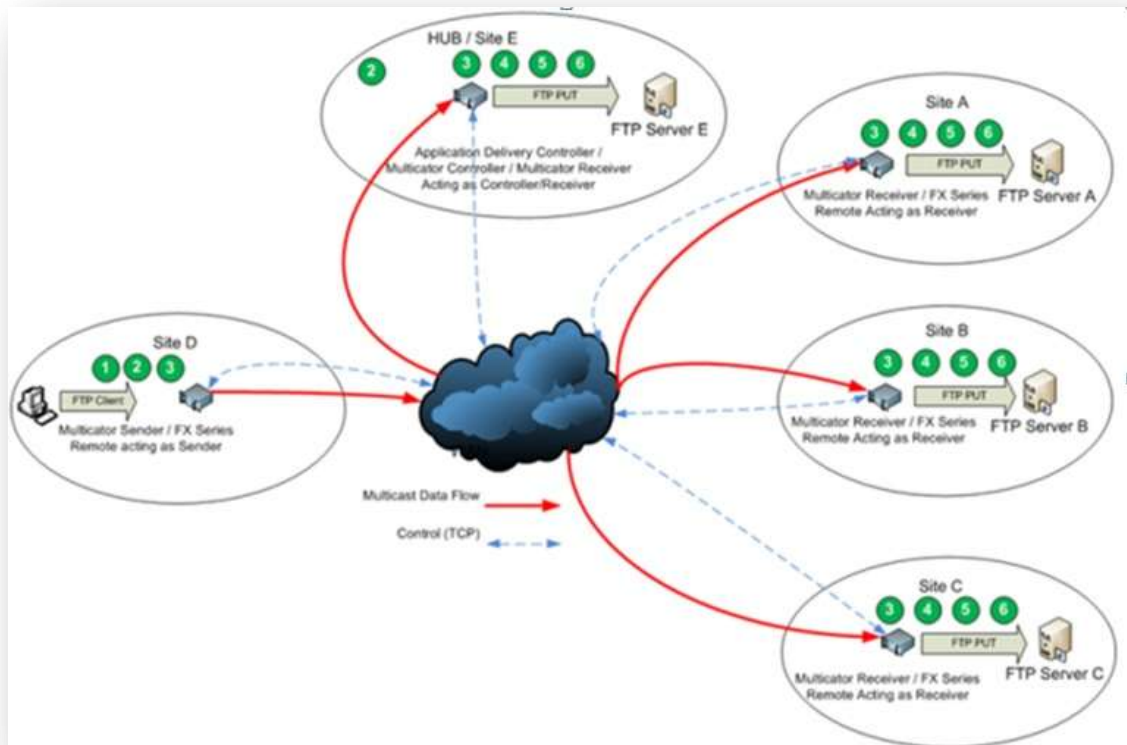 HUB / Site E
2
3 4 5 6
FTP PUT
FTP Server E
Application Delivery Controller /
Multicator Controller / Multicator Receiver
Acting as Controller/Receiver
Site A
3 4 5 6
FTP PUT
FTP Server A
Multicator Receiver / FX Series
Remote Acting as Receiver
Site D
1 2 3
FTP Client
Multicator Sender / FX Series
Remote acting as Sender
Site B
3 4 5 6
FTP PUT
FTP Server B
Multicator Receiver / FX Series
Remote Acting as Receiver
Multicast Data Flow
Control (TCP)
Site C
3 4 5 6
FTP PUT
FTP Server C
Multicator Receiver / FX Series
Remote Acting as Receiver